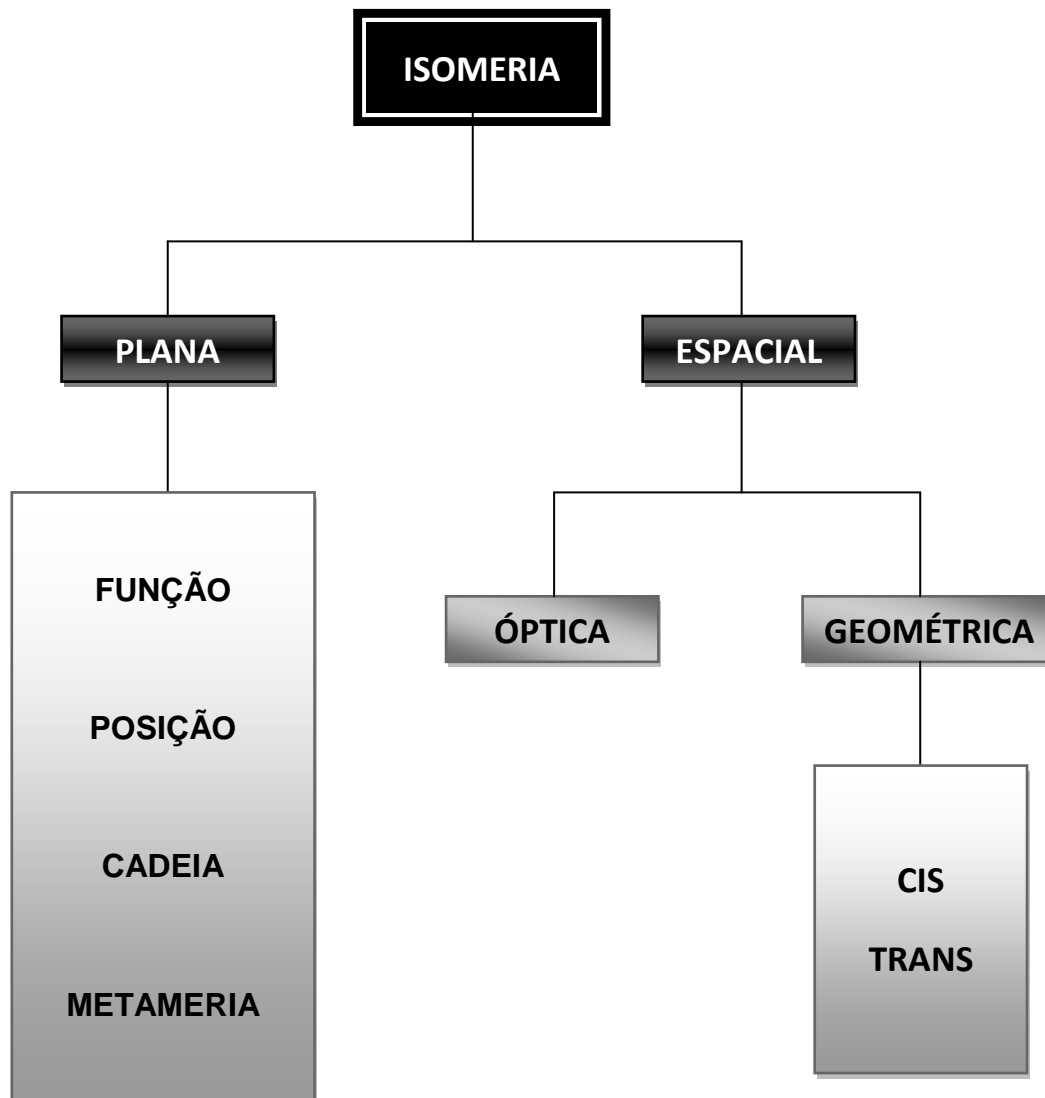 ISOMERIA
PLANA
ESPACIAL
FUNÇÃO
POSIÇÃO
CADEIA
METAMERIA
ÓPTICA
GEOMÉTRICA
CIS
TRANS